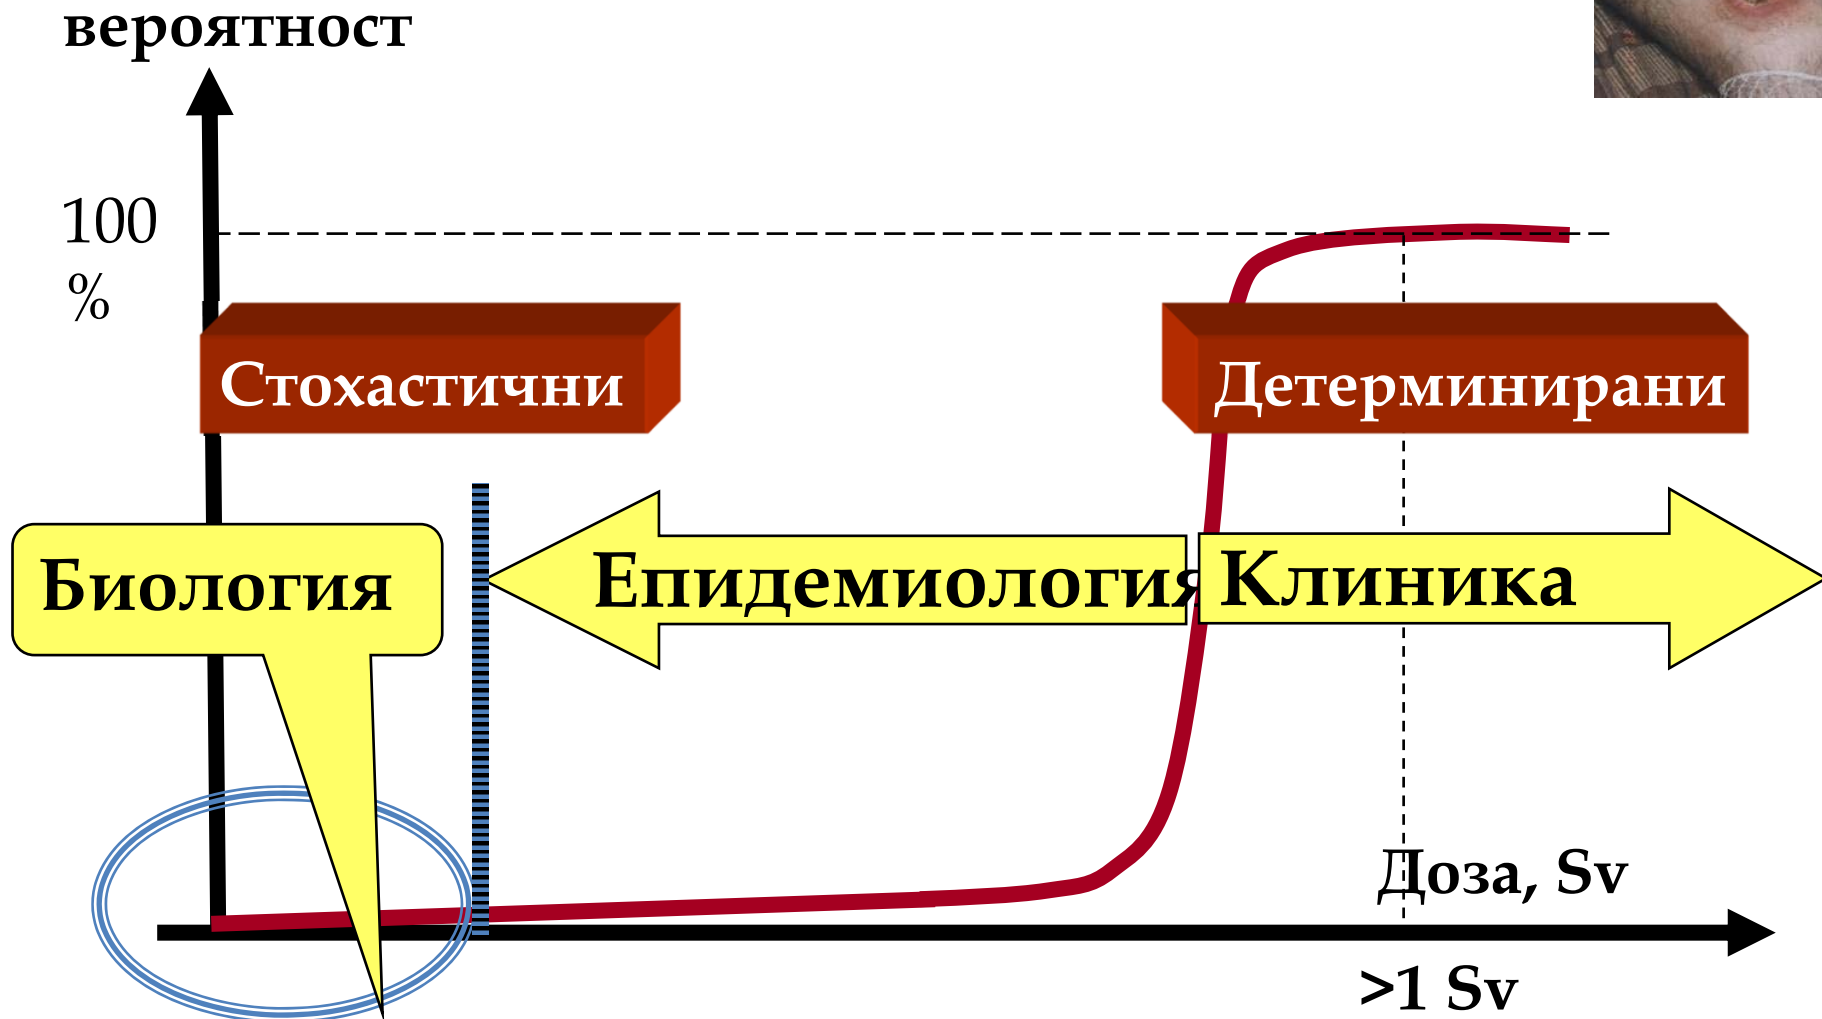 вероятност
100
%
Стохастични
Детерминирани
Биология
Епидемиология
Клиника
Доза, Sv
>1 Sv